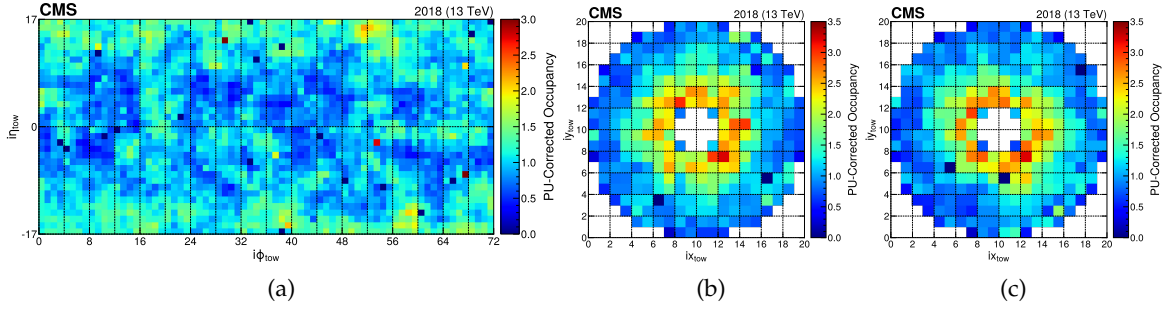 CMS 2018 (13 TeV)
17
0
-17
iη_tow
0 8 16 24 32 40 48 56 64 72
iϕ_tow
3.0
2.5
2.0
1.5
1.0
0.5
0.0
PU-Corrected Occupancy
(a)
CMS 2018 (13 TeV)
20
18
16
14
12
10
8
6
4
2
0
iy_tow
0 2 4 6 8 10 12 14 16 18 20
ix_tow
3.5
3.0
2.5
2.0
1.5
1.0
0.5
0.0
PU-Corrected Occupancy
(b)
CMS 2018 (13 TeV)
20
18
16
14
12
10
8
6
4
2
0
iy_tow
0 2 4 6 8 10 12 14 16 18 20
ix_tow
3.5
3.0
2.5
2.0
1.5
1.0
0.5
0.0
PU-Corrected Occupancy
(c)